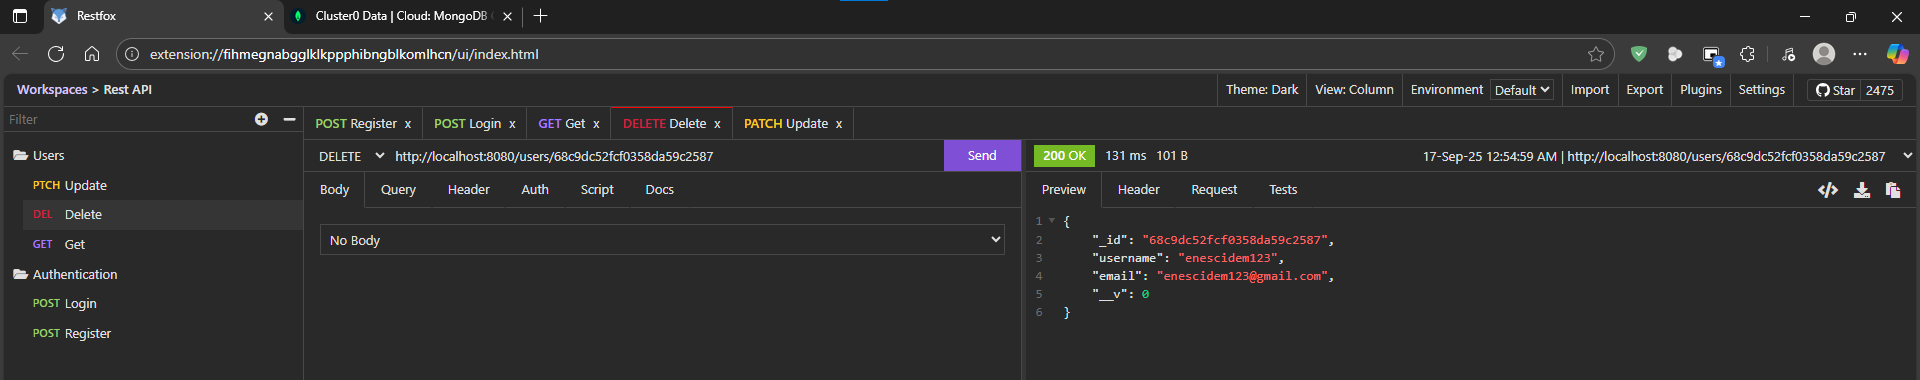 Restfox
Cluster0 Data | Cloud: MongoDB
extension://fihmegnabgglklkppphibngblkomlhcn/ui/index.html
Workspaces > Rest API
Theme: Dark
View: Column
Environment
Default
Import
Export
Plugins
Settings
Star
2475
Filter
POST Register x
POST Login x
GET Get x
DELETE Delete x
PATCH Update x
Users
PTCH Update
DEL Delete
GET Get
Authentication
POST Login
POST Register
DELETE
http://localhost:8080/users/68c9dc52fcf0358da59c2587
Send
Body
Query
Header
Auth
Script
Docs
No Body
200 OK
131 ms
101 B
17-Sep-25 12:54:59 AM | http://localhost:8080/users/68c9dc52fcf0358da59c2587
Preview
Header
Request
Tests
1 {
2 "_id": "68c9dc52fcf0358da59c2587",
3 "username": "enescidem123",
4 "email": "enescidem123@gmail.com",
5 "__v": 0
6 }